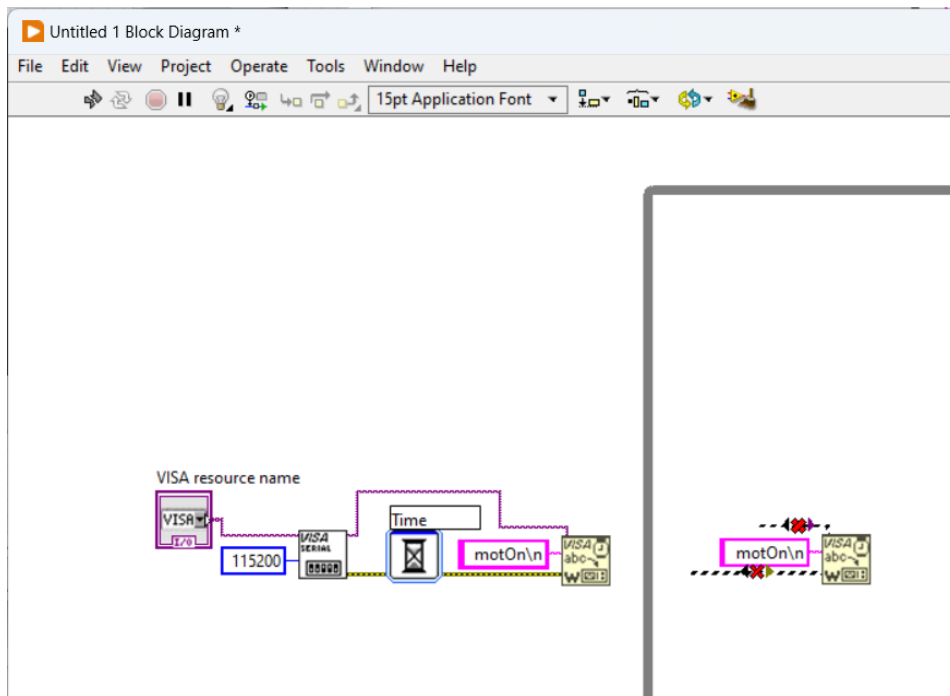 Untitled 1 Block Diagram *
File Edit View Project Operate Tools Window Help
15pt Application Font
VISA resource name
VISA
I/O
115200
VISA
SERIAL
Time
motOn\n
VISA
abc
W
motOn\n
VISA
abc
W